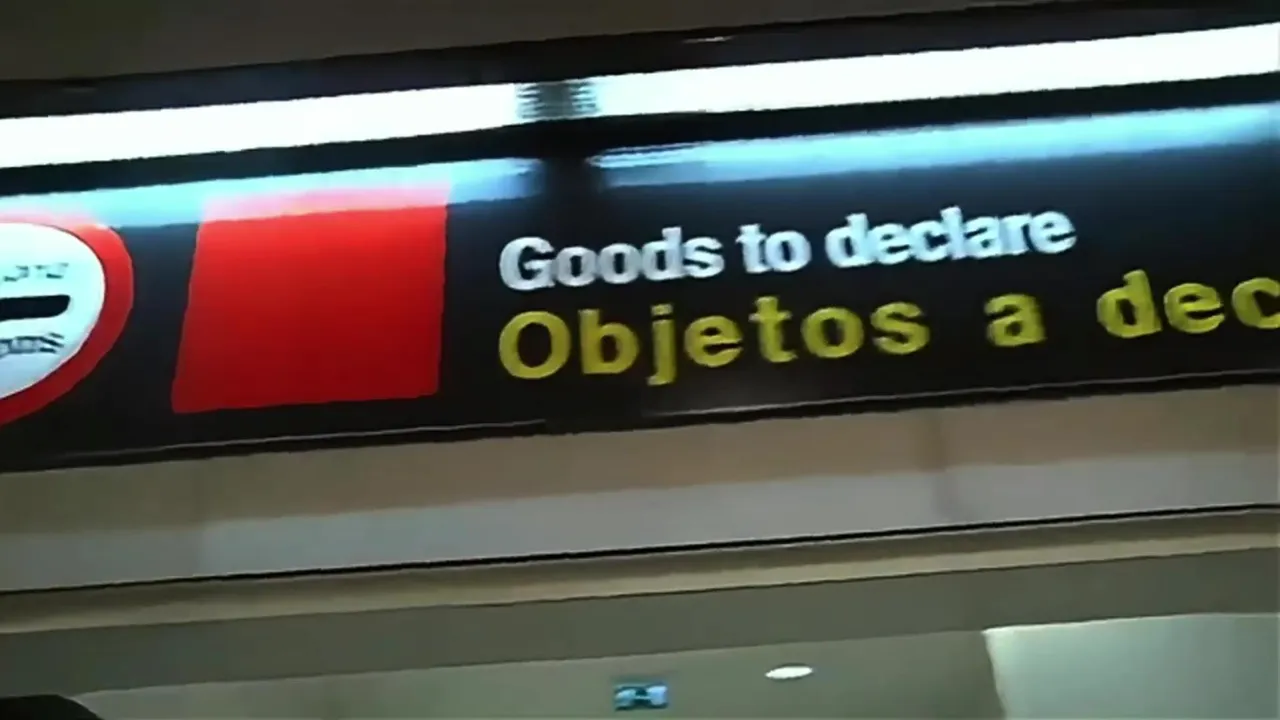 Goods to declare
Objetos a dec